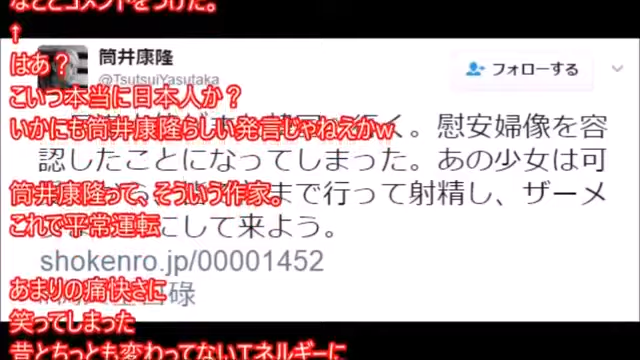 などとコメントをつけた。
↑
はあ？
こいつ本当に日本人か？
いかにも筒井康隆らしい発言じゃねえかw
筒井康隆って、そういう作家。
これで平常運転
あまりの痛快さに
笑ってしまった
昔とちっとも変わってないエネルギーに
筒井康隆
@TsutsuiYasutaka
フォローする
行く。慰安婦像を容
認したことになってしまった。あの少女は可
まで行って射精し、ザーメ
にして来よう。
shokenro.jp/00001452
碌